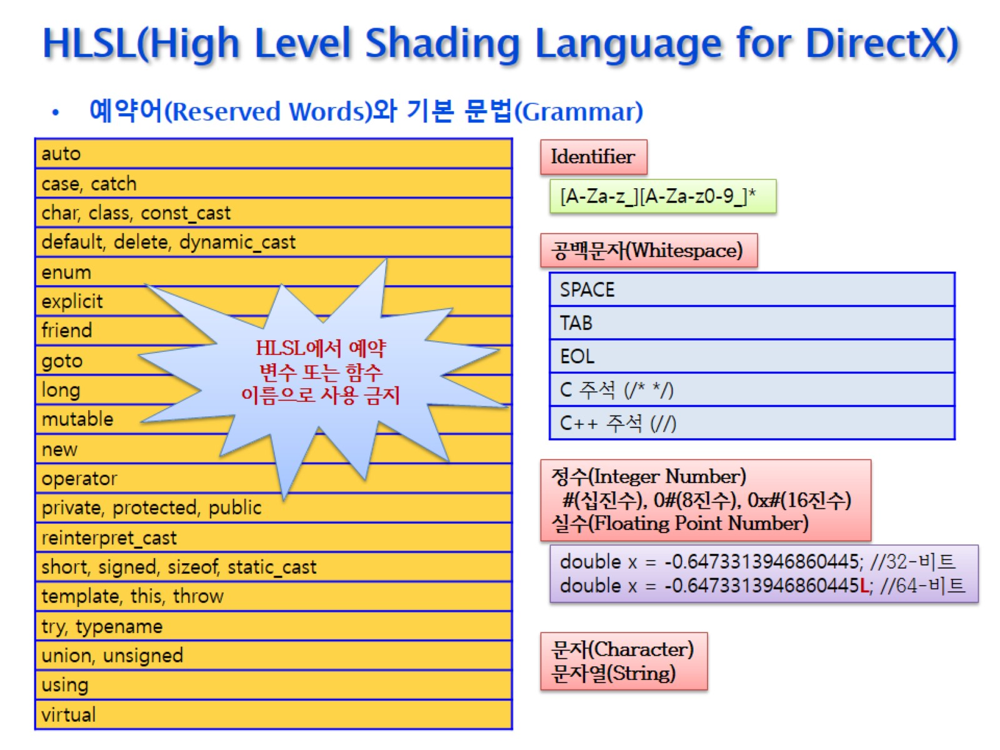 HLSL(High Level Shading Language for DirectX)
• 예약어(Reserved Words)와 기본 문법(Grammar)
auto
case, catch
char, class, const_cast
default, delete, dynamic_cast
enum
explicit
friend
goto
long
mutable
new
operator
private, protected, public
reinterpret_cast
short, signed, sizeof, static_cast
template, this, throw
try, typename
union, unsigned
using
virtual
HLSL에서 예약
변수 또는 함수
이름으로 사용 금지
Identifier
[A-Za-z_][A-Za-z0-9_]*
공백문자(Whitespace)
SPACE
TAB
EOL
C 주석 (/* */)
C++ 주석 (//)
정수(Integer Number)
#(십진수), 0#(8진수), 0x#(16진수)
실수(Floating Point Number)
double x = -0.6473313946860445; //32-비트
double x = -0.6473313946860445L; //64-비트
문자(Character)
문자열(String)